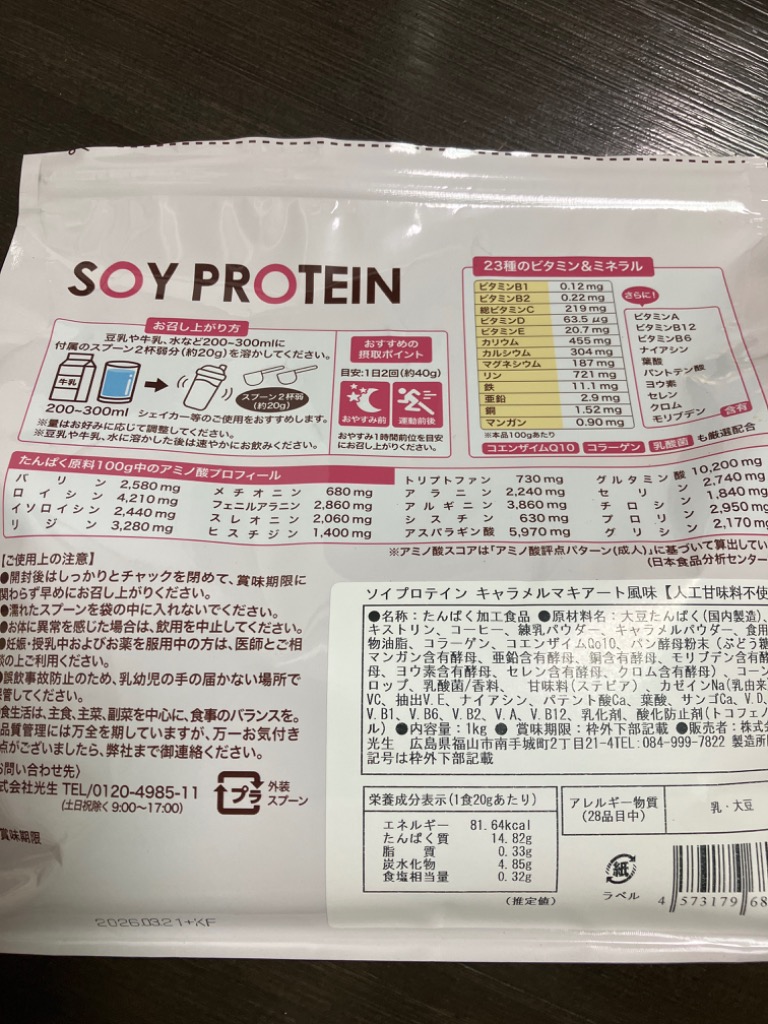 SOY PROTEIN
お召し上がり方
豆乳や牛乳、水など200~300mlに
付属のスプーン2杯弱分(約20g)を溶かしてください。
牛乳
スプーン2杯弱
(約20g)
200~300ml シェイカー等のご使用をおすすめします。
※量はお好みに応じて調整してください。
※豆乳や牛乳、水に溶かした後は速やかにお飲みください。
おすすめの
摂取ポイント
目安:1日2回(約40g)
おやすみ前 運動前後
おやすみ1時間前位を目安
にお召し上がりください。
23種のビタミン&ミネラル
ビタミンB1 0.12mg
ビタミンB2 0.22mg
総ビタミンC 219mg
ビタミンD 63.5μg
ビタミンE 20.7mg
カリウム 455mg
カルシウム 304mg
マグネシウム 187mg
リン 721mg
鉄 11.1mg
亜鉛 2.9mg
銅 1.52mg
マンガン 0.90mg
※本品100gあたり
さらに!
ビタミンA
ビタミンB12
ビタミンB6
ナイアシン
葉酸
パントテン酸
ヨウ素
セレン
クロム
モリブデン 含有
コエンザイムQ10 コラーゲン 乳酸菌 も厳選配合
たんぱく原料100g中のアミノ酸プロフィール
バリン 2,580mg
ロイシン 4,210mg
イソロイシン 2,440mg
リジン 3,280mg
メチオニン 680mg
フェニルアラニン 2,860mg
スレオニン 2,060mg
ヒスチジン 1,400mg
トリプトファン 730mg
アラニン 2,240mg
アルギニン 3,860mg
シスチン 630mg
アスパラギン酸 5,970mg
グルタミン酸 10,200mg
セリン 2,740mg
チロシン 1,840mg
プロリン 2,950mg
グリシン 2,170mg
※アミノ酸スコアは「アミノ酸評点パターン(成人)」に基づいて算出してい
(日本食品分析センター
【ご使用上の注意】
●開封後はしっかりとチャックを閉めて、賞味期限に
関わらず早めにお召し上がりください。
●濡れたスプーンを袋の中に入れないでください。
●お体に異常を感じた場合は、飲用を中止してください。
●妊娠・授乳中およびお薬を服用中の方は、医師とご相
談の上ご利用ください。
誤飲事故防止のため、乳幼児の手の届かない場所で
管してください。
食生活は、主食、主菜、副菜を中心に、食事のバランスを。
品質管理には万全を期していますが、万一お気付き
点がございましたら、弊社まで御連絡ください。
お問い合わせ先〉
式会社光生 TEL/0120-4985-11
(土日祝除く9:00~17:00)
プラ 外装
スプーン
賞味期限
2026.03.21+KF
ソイプロテイン キャラメルマキアート風味【人工甘味料不使
●名称:たんぱく加工食品 ●原材料名:大豆たんぱく(国内製造)、
キストリン、コーヒー、練乳パウダー、キャラメルパウダー、食用
物油脂、コラーゲン、コエンザイムQo10、パン酵母粉末(ぶどう糖
マンガン含有酵母、亜鉛含有酵母、銅含有酵母、モリブデン含有酵
母、ヨウ素含有酵母、セレン含有酵母、クロム含有酵母)、コーン
ロップ、乳酸菌/香料、 甘味料(ステビア) カゼインNa(乳由来
VC、抽出V.E、ナイアシン、パテント酸Ca、葉酸、サンゴCa、V.D、
V.B1、V.B6、V.B2、V.A、V.B12、乳化剤、酸化防止剤(トコフェノ
ル) ●内容量:1kg ● 賞味期限:枠外下部記載 ●販売者:株式会
光生 広島県福山市南手城町2丁目21-4TEL:084-999-7822 製造所
記号は枠外下部記載
栄養成分表示(1食20gあたり)
エネルギー 81.64kcal
たんぱく質 14.82g
脂質 0.33g
炭水化物 4.85g
食塩相当量 0.32g
(推定値)
アレルギー物質
(28品目中)
乳・大豆
紙
ラベル
4 573179 68